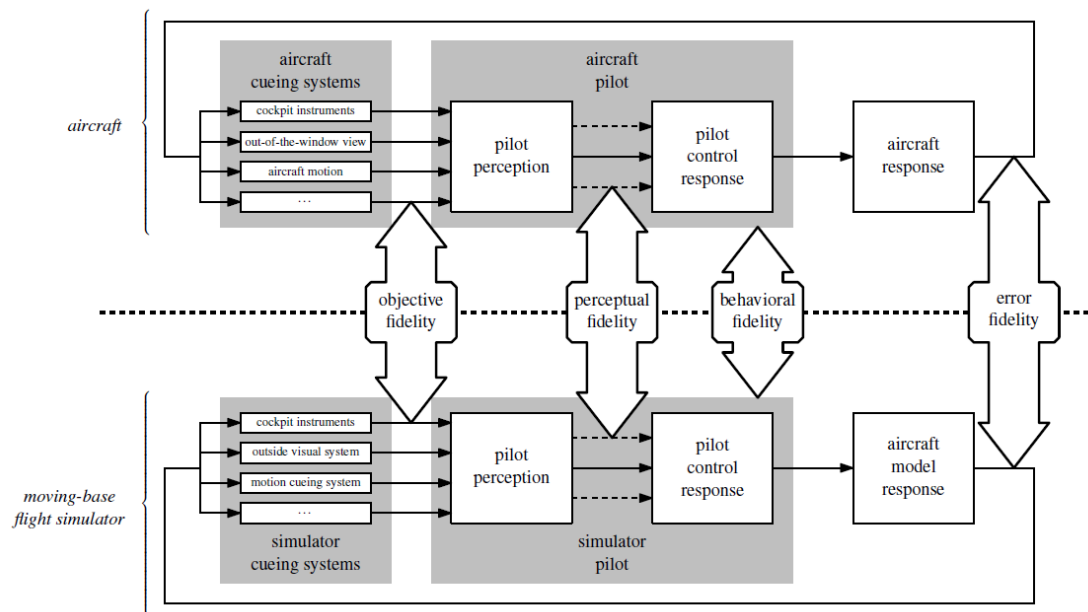 aircraft
aircraft
cueing systems
cockpit instruments
out-of-the-window view
aircraft motion
...
aircraft
pilot
pilot
perception
pilot
control
response
aircraft
response
objective
fidelity
perceptual
fidelity
behavioral
fidelity
error
fidelity
moving-base
flight simulator
cockpit instruments
outside visual system
motion cueing system
...
simulator
cueing systems
pilot
perception
pilot
control
response
simulator
pilot
aircraft
model
response